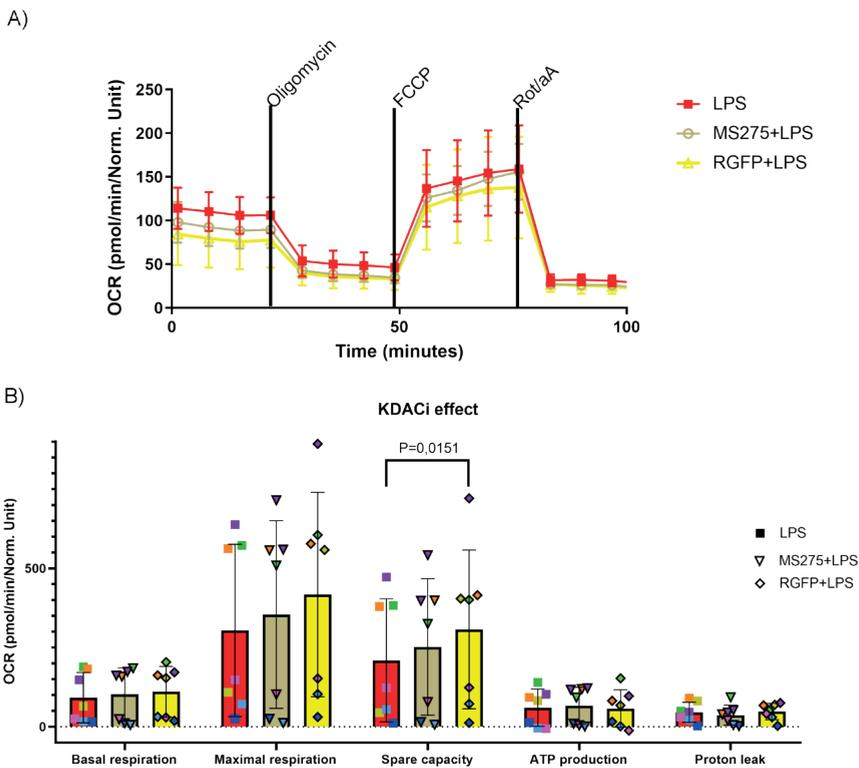 A)
Oligomycin
FCCP
Rot/aA
OCR (pmol/min/Norm. Unit)
250
200
150
100
50
0
0
50
100
Time (minutes)
LPS
MS275+LPS
RGFP+LPS
B)
KDACi effect
P=0,0151
OCR (pmol/min/Norm. Unit)
500
0
LPS
MS275+LPS
RGFP+LPS
Basal respiration
Maximal respiration
Spare capacity
ATP production
Proton leak